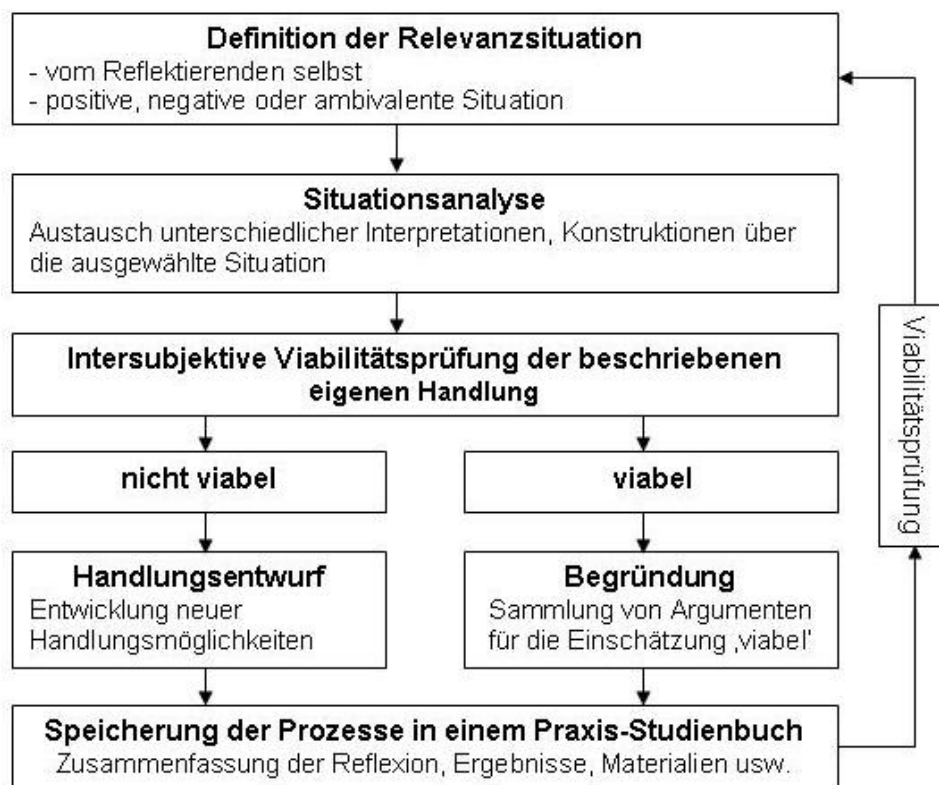 Definition der Relevanzsituation
- vom Reflektierenden selbst
- positive, negative oder ambivalente Situation
Situationsanalyse
Austausch unterschiedlicher Interpretationen, Konstruktionen über
die ausgewählte Situation
Intersubjektive Viabilitätsprüfung der beschriebenen
eigenen Handlung
nicht viabel
viabel
Handlungsentwurf
Entwicklung neuer
Handlungsmöglichkeiten
Begründung
Sammlung von Argumenten
für die Einschätzung ‚viabel'
Speicherung der Prozesse in einem Praxis-Studienbuch
Zusammenfassung der Reflexion, Ergebnisse, Materialien usw.
Viabilitätsprüfung